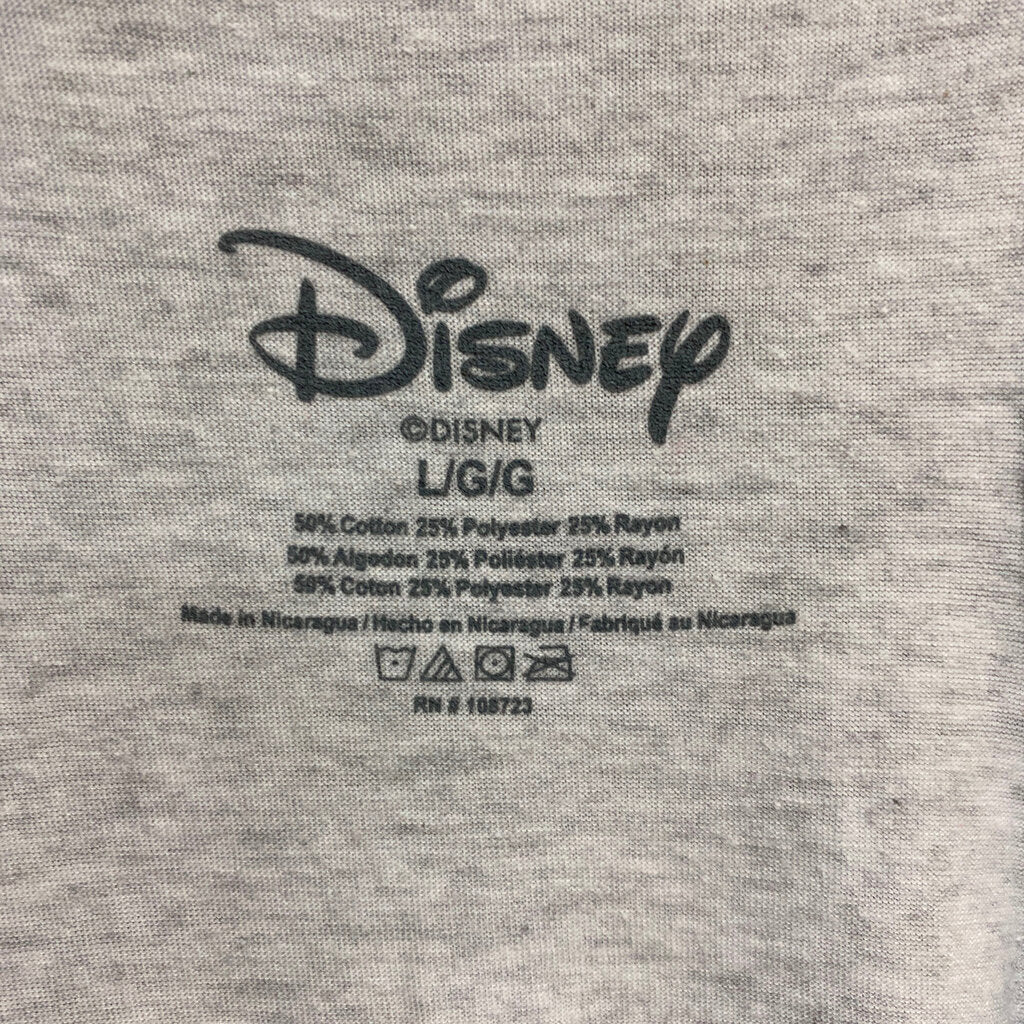 Disney
©DISNEY
L/G/G
50% Cotton 25% Polyester 25% Rayon
50% Algodon 25% Poliéster 25% Rayón
50% Coton 25% Polyester 25% Rayon
Made in Nicaragua / Hecho en Nicaragua / Fabriqué au Nicaragua
RN # 108723